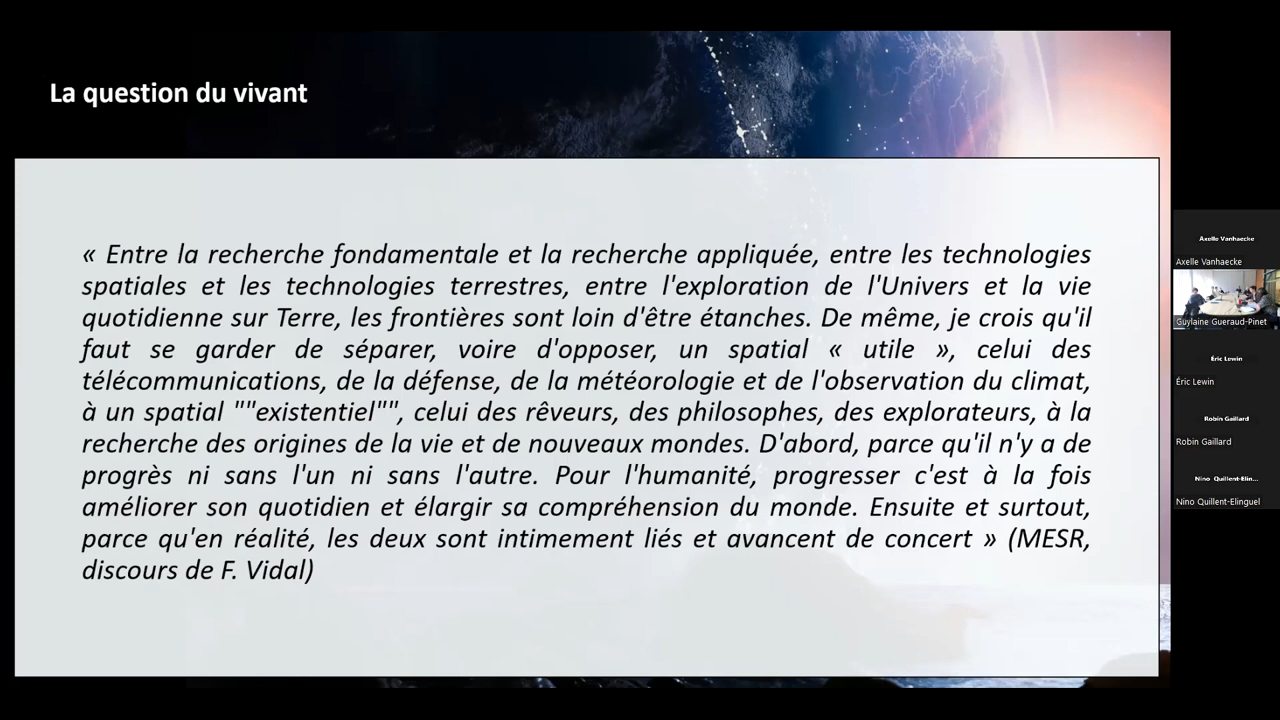 La question du vivant
« Entre la recherche fondamentale et la recherche appliquée, entre les technologies
spatiales et les technologies terrestres, entre l'exploration de l'Univers et la vie
quotidienne sur Terre, les frontières sont loin d'être étanches. De même, je crois qu'il
faut se garder de séparer, voire d'opposer, un spatial « utile », celui des
télécommunications, de la défense, de la météorologie et de l'observation du climat,
à un spatial ""existentiel"", celui des rêveurs, des philosophes, des explorateurs, à la
recherche des origines de la vie et de nouveaux mondes. D'abord, parce qu'il n'y a de
progrès ni sans l'un ni sans l'autre. Pour l'humanité, progresser c'est à la fois
améliorer son quotidien et élargir sa compréhension du monde. Ensuite et surtout,
parce qu'en réalité, les deux sont intimement liés et avancent de concert » (MESR,
discours de F. Vidal)
Axelle Vanhaecke
Axelle Vanhaecke
Guylaine Gueraud-Pinet
Éric Lewin
Éric Lewin
Robin Gaillard
Robin Gaillard
Nino Quillent-Elin...
Nino Quillent-Elinguel